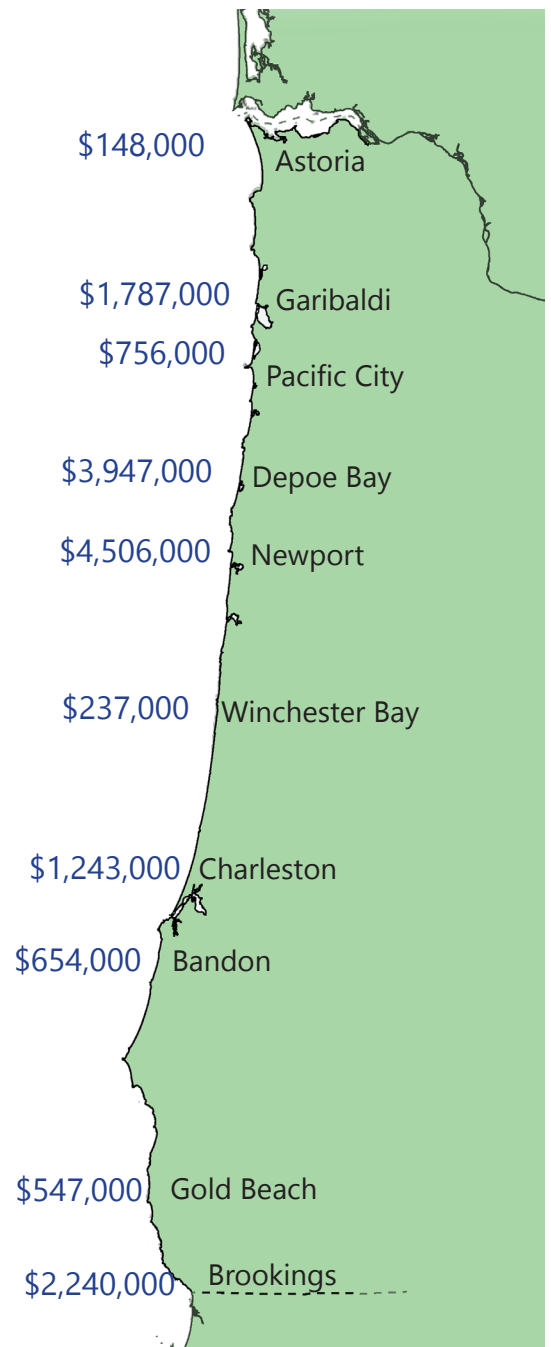 $148,000
Astoria
$1,787,000
Garibaldi
$756,000
Pacific City
$3,947,000
Depoe Bay
$4,506,000
Newport
$237,000
Winchester Bay
$1,243,000
Charleston
$654,000
Bandon
$547,000
Gold Beach
$2,240,000
Brookings